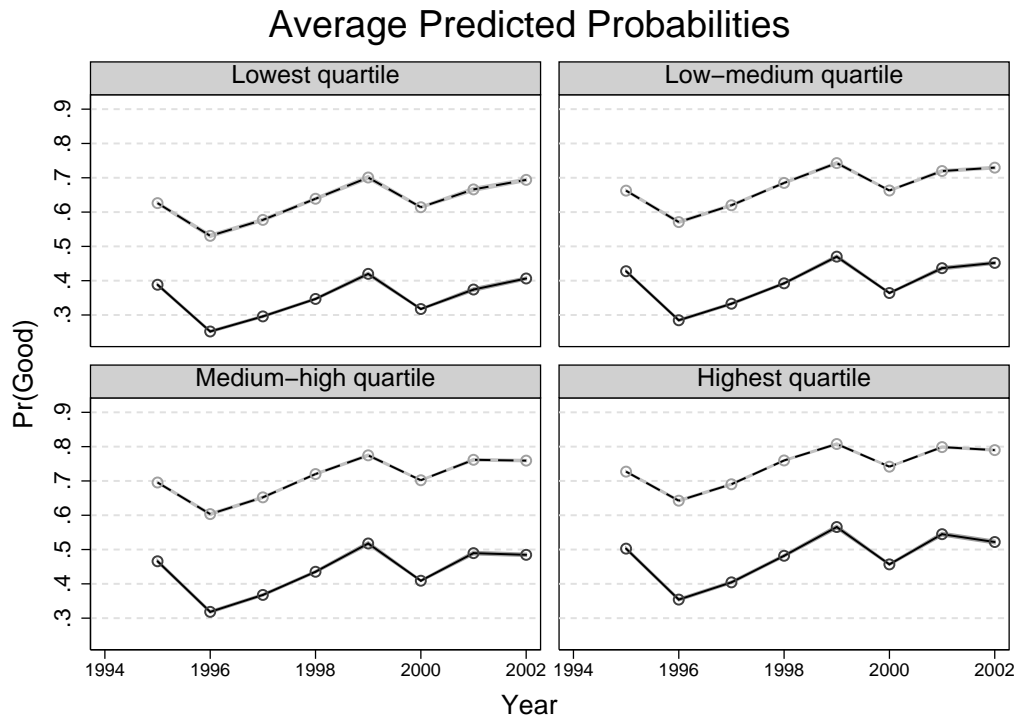 Average Predicted Probabilities
Lowest quartile
Low−medium quartile
.9
.8
.7
.6
.5
.4
.3
Medium−high quartile
Highest quartile
.9
.8
.7
.6
.5
.4
.3
Pr(Good)
1994 1996 1998 2000 2002
1994 1996 1998 2000 2002
Year